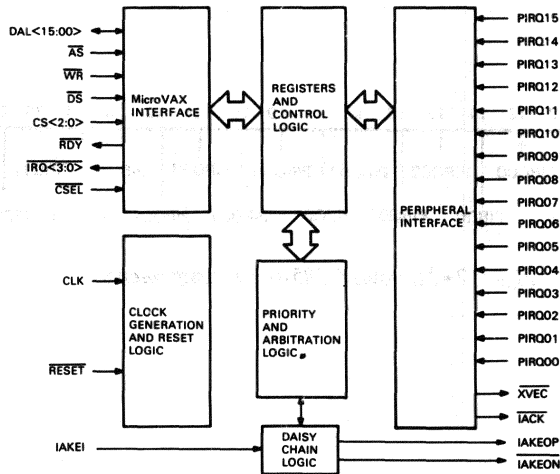 DAL<15:00>
AS
WR
DS
CS<2:0>
RDY
IRQ<3:0>
CSEL
MicroVAX
INTERFACE
REGISTERS
AND
CONTROL
LOGIC
PERIPHERAL
INTERFACE
PIRQ15
PIRQ14
PIRQ13
PIRQ12
PIRQ11
PIRQ10
PIRQ09
PIRQ08
PIRQ07
PIRQ06
PIRQ05
PIRQ04
PIRQ03
PIRQ02
PIRQ01
PIRQ00
XVEC
IACK
CLK
RESET
CLOCK
GENERATION
AND RESET
LOGIC
PRIORITY
AND
ARBITRATION
LOGIC
IAKEI
DAISY
CHAIN
LOGIC
IAKEOP
IAKEON